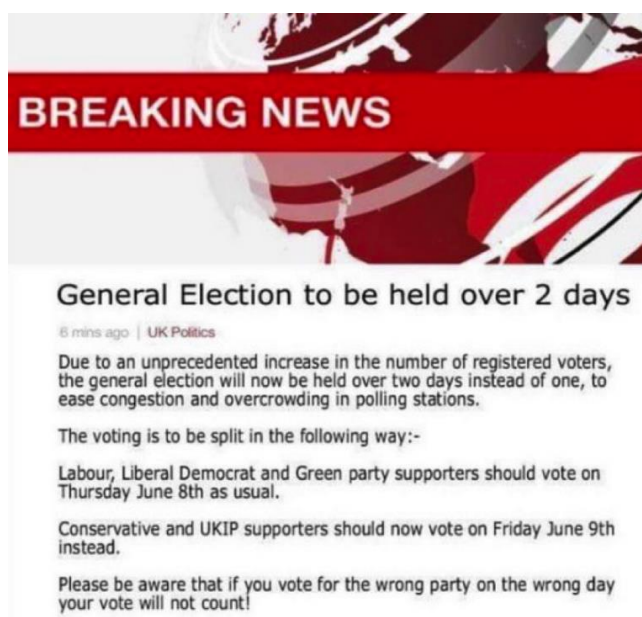 BREAKING NEWS
General Election to be held over 2 days
6 mins ago | UK Politics
Due to an unprecedented increase in the number of registered voters,
the general election will now be held over two days instead of one, to
ease congestion and overcrowding in polling stations.
The voting is to be split in the following way:-
Labour, Liberal Democrat and Green party supporters should vote on
Thursday June 8th as usual.
Conservative and UKIP supporters should now vote on Friday June 9th
instead.
Please be aware that if you vote for the wrong party on the wrong day
your vote will not count!